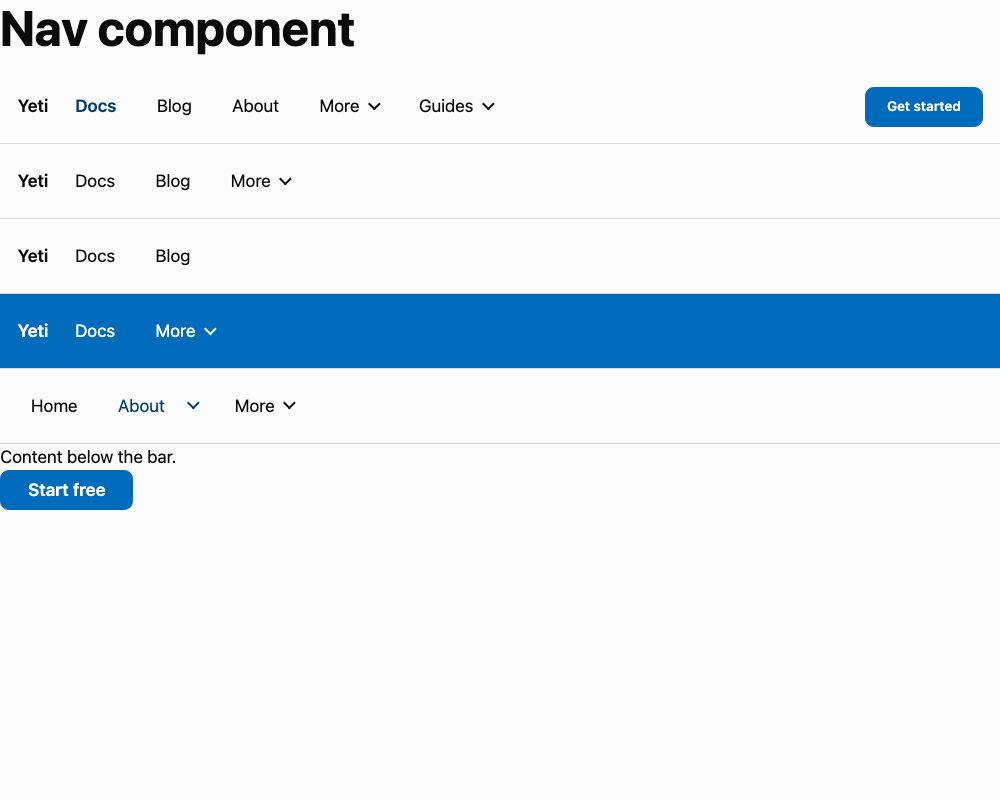 Nav component
Yeti Docs Blog About More Guides Get started
Yeti Docs Blog More
Yeti Docs Blog
Yeti Docs More
Home About More
Content below the bar.
Start free